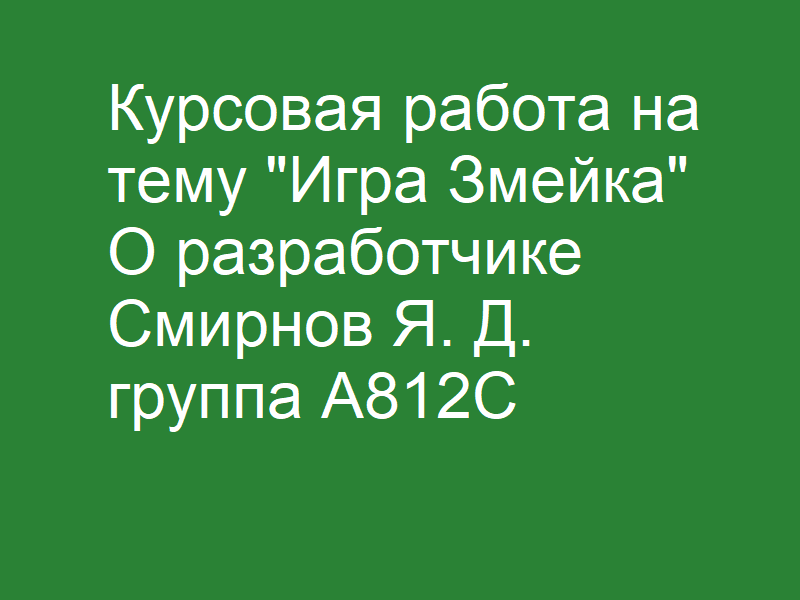 Курсовая работа на
тему "Игра Змейка"
О разработчике
Смирнов Я. Д.
группа А812С